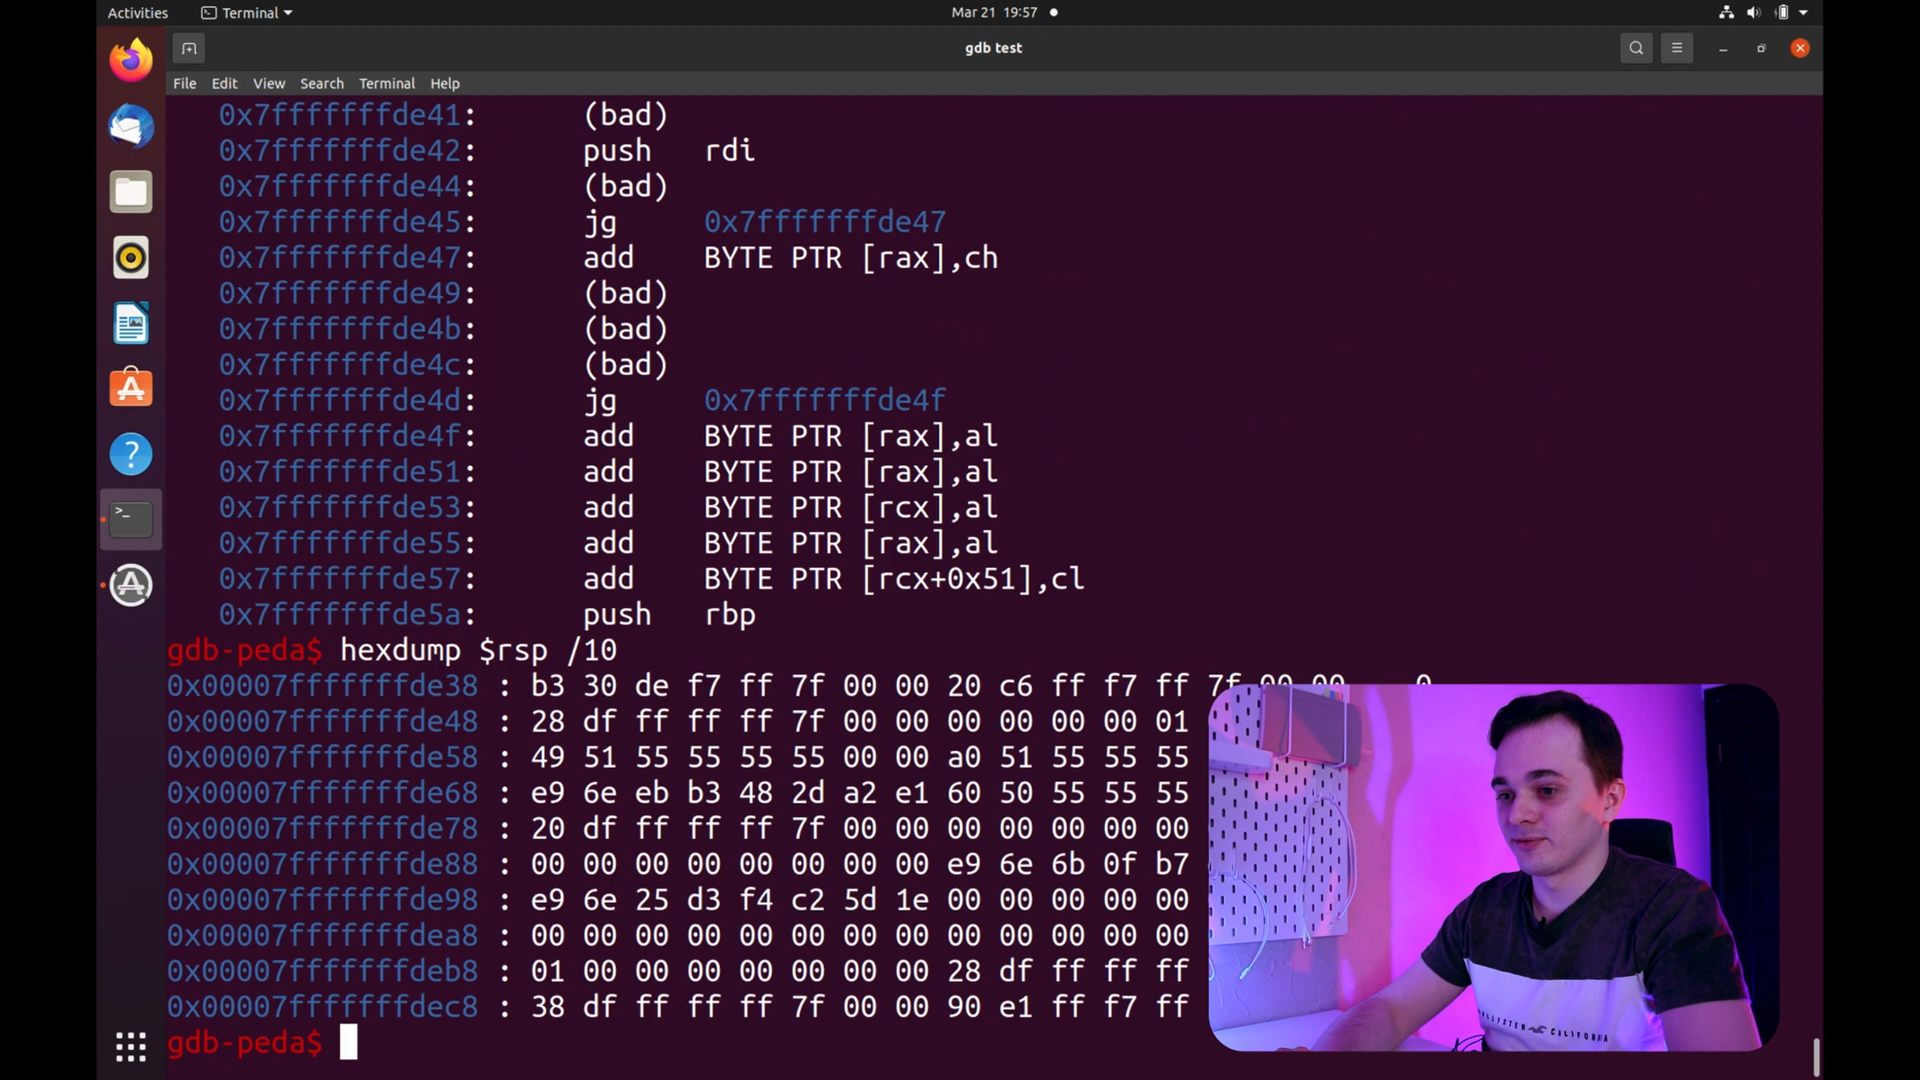 Activities Terminal Mar 21 19:57
gdb test
File Edit View Search Terminal Help
0x7fffffffde41: (bad)
0x7fffffffde42: push rdi
0x7fffffffde44: (bad)
0x7fffffffde45: jg 0x7fffffffde47
0x7fffffffde47: add BYTE PTR [rax],ch
0x7fffffffde49: (bad)
0x7fffffffde4b: (bad)
0x7fffffffde4c: (bad)
0x7fffffffde4d: jg 0x7fffffffde4f
0x7fffffffde4f: add BYTE PTR [rax],al
0x7fffffffde51: add BYTE PTR [rax],al
0x7fffffffde53: add BYTE PTR [rcx],al
0x7fffffffde55: add BYTE PTR [rax],al
0x7fffffffde57: add BYTE PTR [rcx+0x51],cl
0x7fffffffde5a: push rbp
gdb-peda$ hexdump $rsp /10
0x00007fffffffde38 : b3 30 de f7 ff 7f 00 00 20 c6 ff f7 ff 7f 00 00 0
0x00007fffffffde48 : 28 df ff ff ff 7f 00 00 00 00 00 00 01
0x00007fffffffde58 : 49 51 55 55 55 55 00 00 a0 51 55 55 55
0x00007fffffffde68 : e9 6e eb b3 48 2d a2 e1 60 50 55 55 55
0x00007fffffffde78 : 20 df ff ff ff 7f 00 00 00 00 00 00 00
0x00007fffffffde88 : 00 00 00 00 00 00 00 00 e9 6e 6b 0f b7
0x00007fffffffde98 : e9 6e 25 d3 f4 c2 5d 1e 00 00 00 00 00
0x00007fffffffdea8 : 00 00 00 00 00 00 00 00 00 00 00 00 00
0x00007fffffffdeb8 : 01 00 00 00 00 00 00 00 28 df ff ff ff
0x00007fffffffdec8 : 38 df ff ff ff 7f 00 00 90 e1 ff f7 ff
gdb-peda$
CALIFORNIA